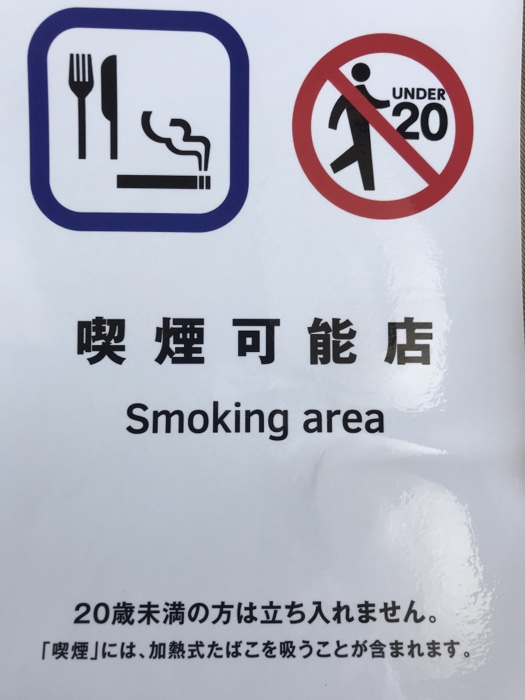 UNDER
20
喫煙可能店
Smoking area
20歳未満の方は立ち入れません。
「喫煙」には、加熱式たばこを吸うことが含まれます。